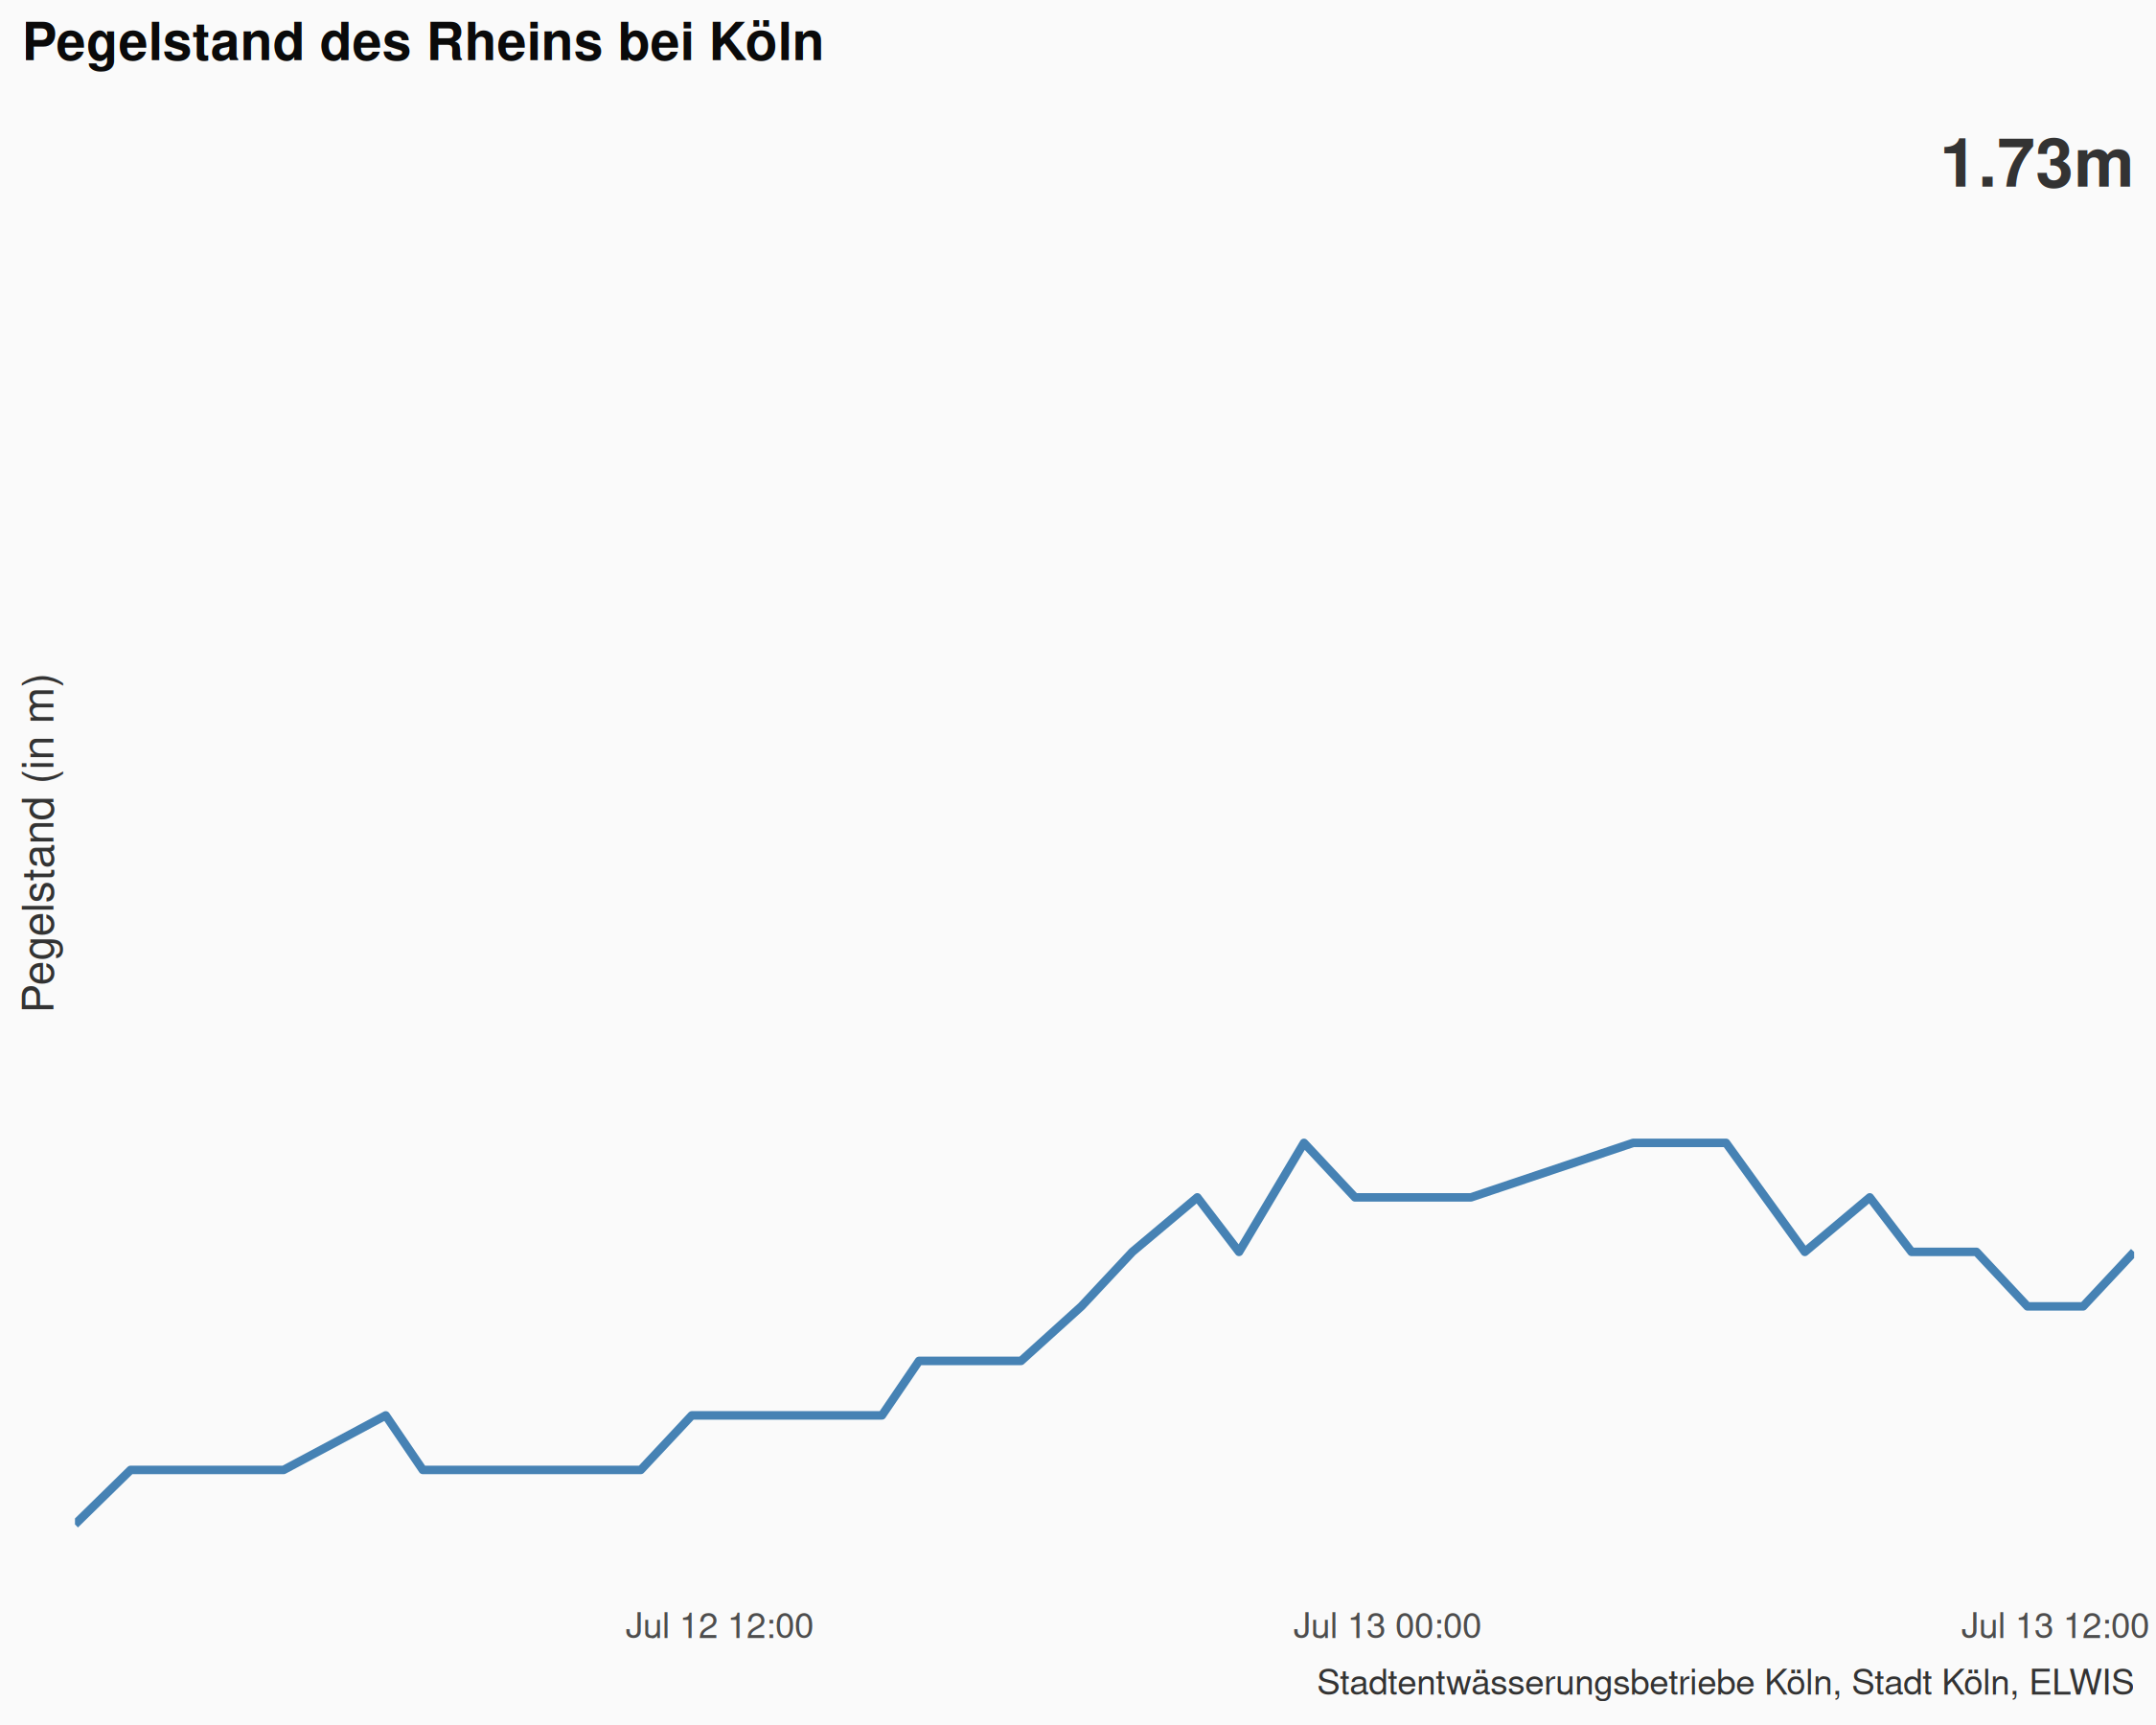 Pegelstand des Rheins bei Köln
1.73m
Pegelstand (in m)
Jul 12 12:00
Jul 13 00:00
Jul 13 12:00
Stadtentwässerungsbetriebe Köln, Stadt Köln, ELWIS